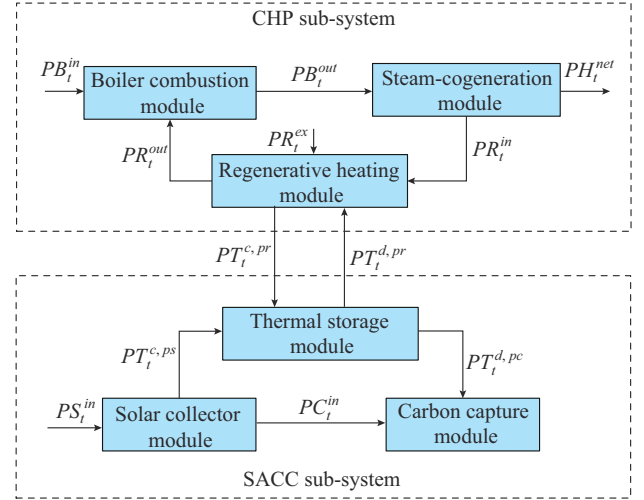 CHP sub-system
PB_t^{in}
Boiler combustion
module
PB_t^{out}
Steam-cogeneration
module
PH_t^{net}
PR_t^{out}
PR_t^{ex}
PR_t^{in}
Regenerative heating
module
PT_t^{c, pr}
PT_t^{d, pr}
Thermal storage
module
PT_t^{c, ps}
PT_t^{d, pc}
PS_t^{in}
Solar collector
module
PC_t^{in}
Carbon capture
module
SACC sub-system